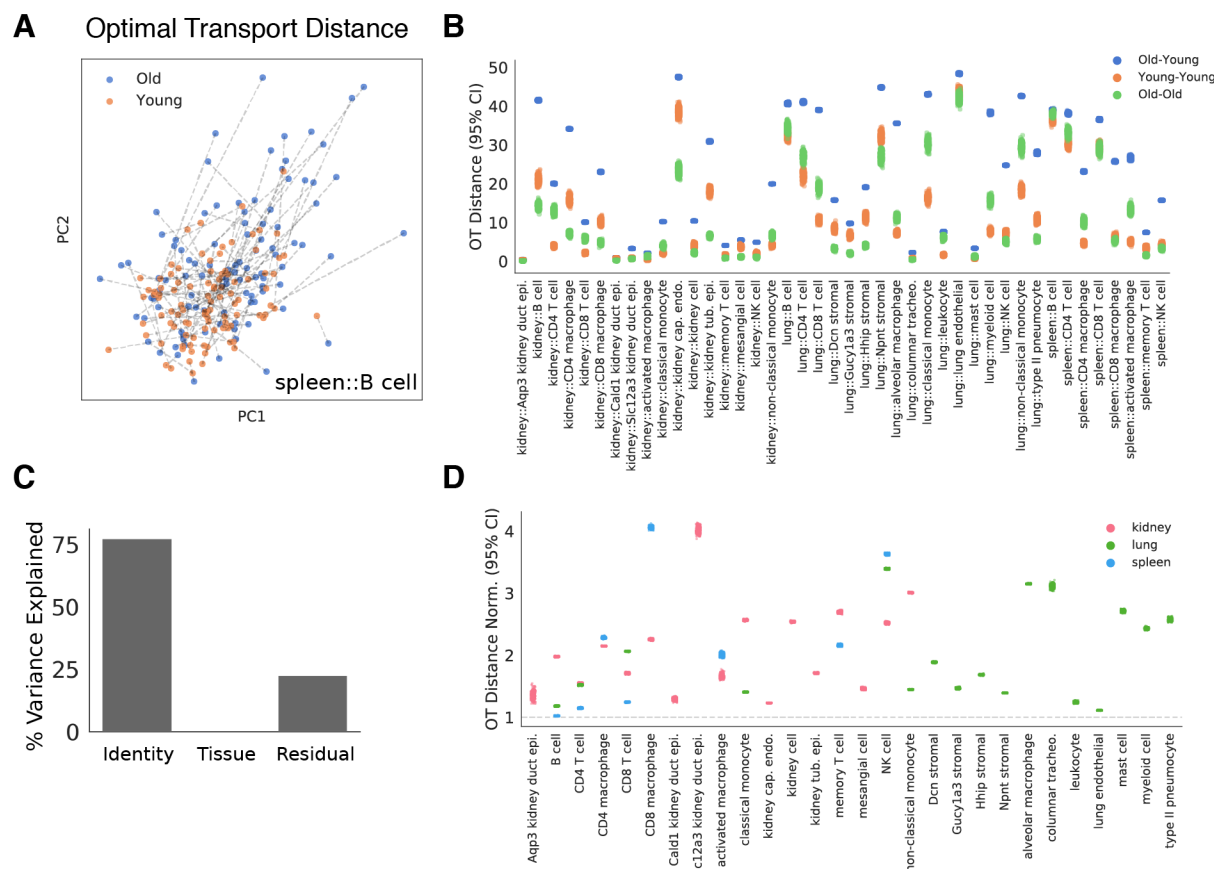 A
Optimal Transport Distance
Old
Young
PC2
PC1
spleen::B cell
B
Old-Young
Young-Young
Old-Old
OT Distance (95% CI)
50
40
30
20
10
0
kidney::Aqp3 kidney duct epi.
kidney::B cell
kidney::CD4 T cell
kidney::CD4 macrophage
kidney::CD8 T cell
kidney::CD8 macrophage
kidney::Cald1 kidney duct epi.
kidney::Slc12a3 kidney duct epi.
kidney::activated macrophage
kidney::classical monocyte
kidney::kidney cap. endo.
kidney::kidney cell
kidney::kidney tub. epi.
kidney::memory T cell
kidney::mesangial cell
kidney::NK cell
kidney::non-classical monocyte
lung::B cell
lung::CD4 T cell
lung::CD8 T cell
lung::Dcn stromal
lung::Gucy1a3 stromal
lung::Hhip stromal
lung::Npnt stromal
lung::alveolar macrophage
lung::columnar tracheo.
lung::classical monocyte
lung::leukocyte
lung::lung endothelial
lung::mast cell
lung::myeloid cell
lung::NK cell
lung::non-classical monocyte
lung::type II pneumocyte
spleen::B cell
spleen::CD4 T cell
spleen::CD4 macrophage
spleen::CD8 T cell
spleen::CD8 macrophage
spleen::activated macrophage
spleen::memory T cell
spleen::NK cell
C
% Variance Explained
75
50
25
0
Identity
Tissue
Residual
D
OT Distance Norm. (95% CI)
4
3
2
1
kidney
lung
spleen
Aqp3 kidney duct epi.
B cell
CD4 T cell
CD4 macrophage
CD8 T cell
CD8 macrophage
Cald1 kidney duct epi.
c12a3 kidney duct epi.
activated macrophage
classical monocyte
kidney cap. endo.
kidney cell
kidney tub. epi.
memory T cell
mesangial cell
NK cell
non-classical monocyte
Dcn stromal
Gucy1a3 stromal
Hhip stromal
Npnt stromal
alveolar macrophage
columnar tracheo.
leukocyte
lung endothelial
mast cell
myeloid cell
type II pneumocyte